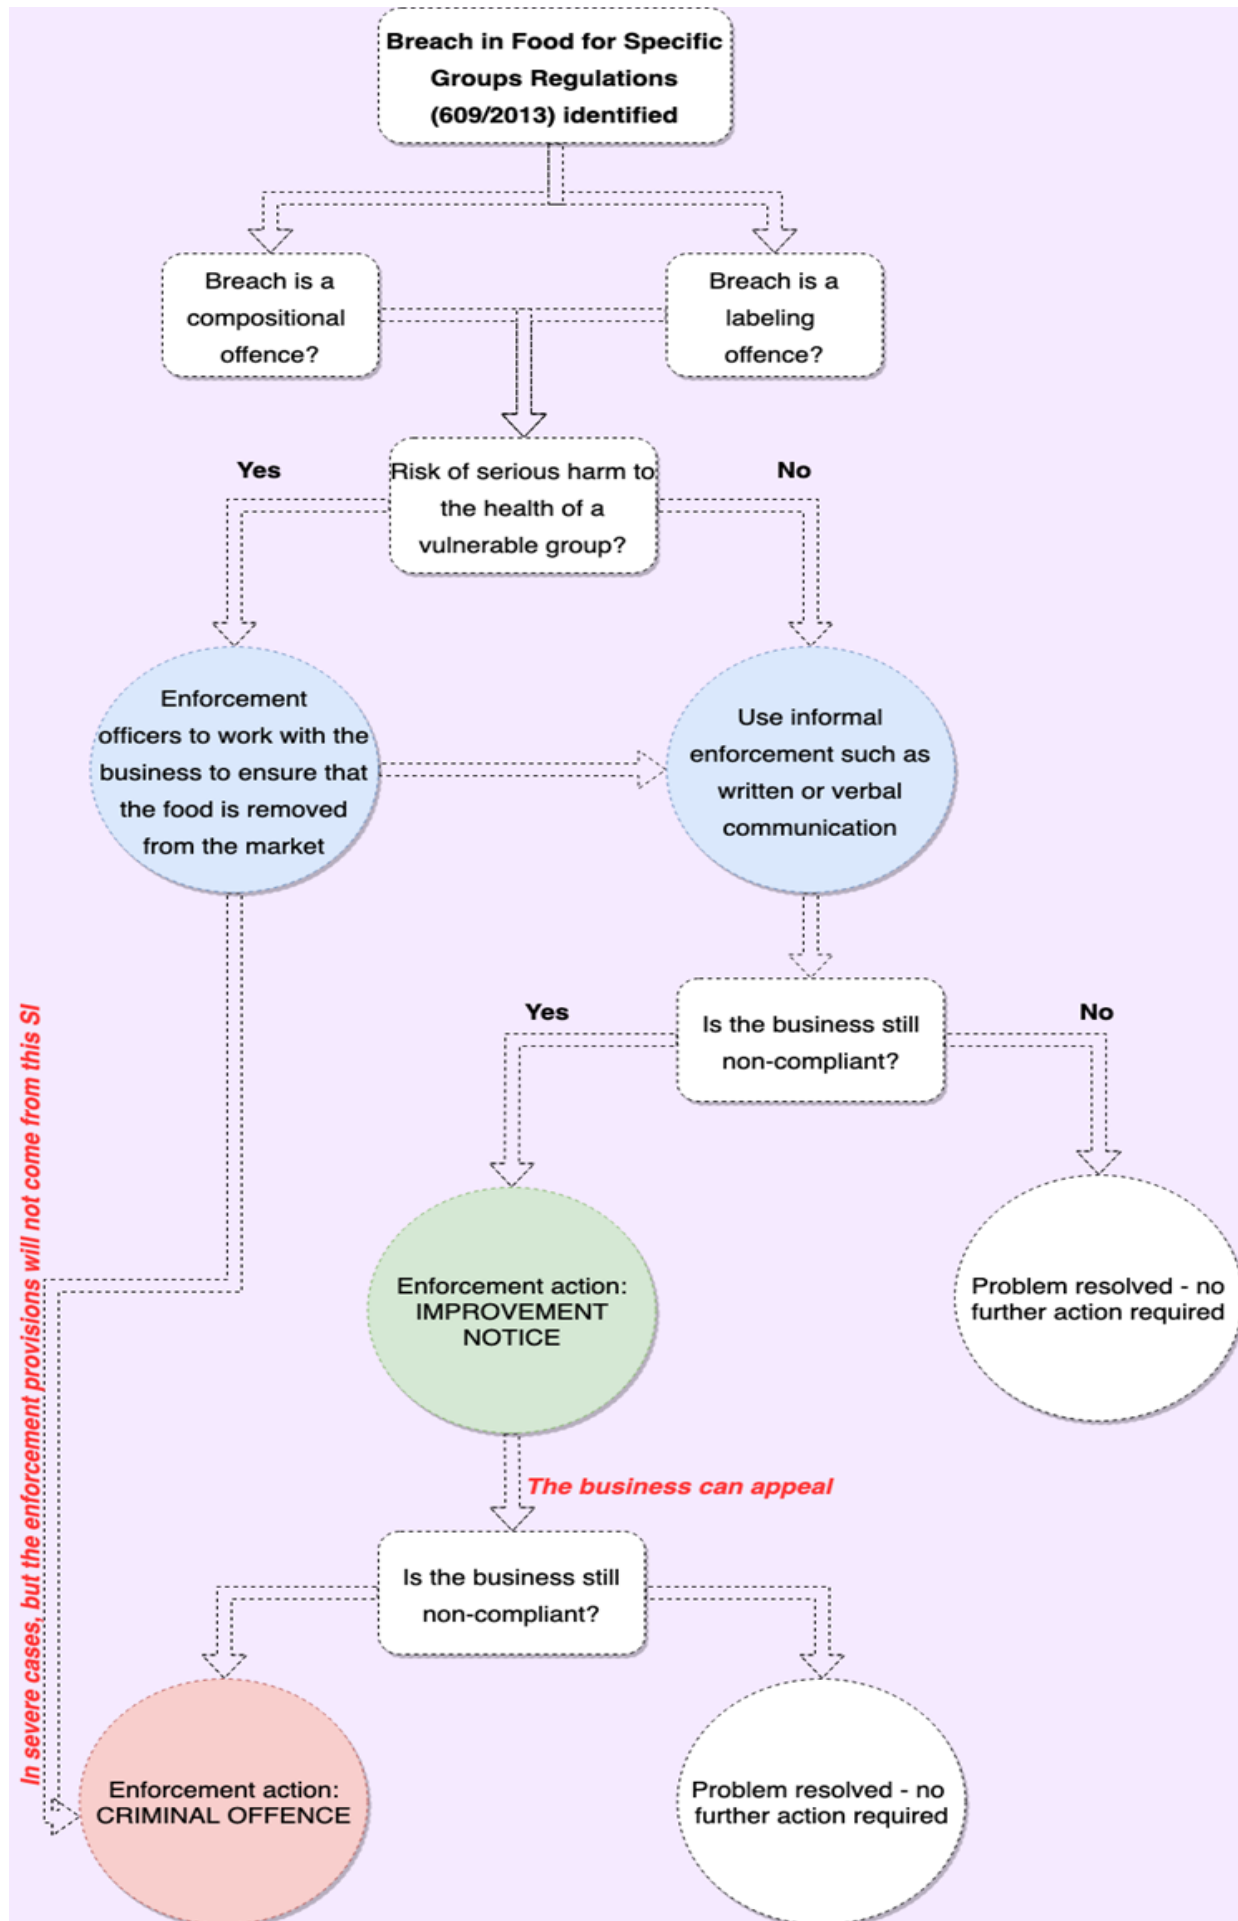 Breach in Food for Specific
Groups Regulations
(609/2013) identified
Breach is a
compositional
offence?
Breach is a
labeling
offence?
Risk of serious harm to
the health of a
vulnerable group?
Yes
No
Enforcement
officers to work with the
business to ensure that
the food is removed
from the market
Use informal
enforcement such as
written or verbal
communication
Is the business still
non-compliant?
Yes
No
In severe cases, but the enforcement provisions will not come from this SI
Enforcement action:
IMPROVEMENT
NOTICE
Problem resolved - no
further action required
The business can appeal
Is the business still
non-compliant?
Enforcement action:
CRIMINAL OFFENCE
Problem resolved - no
further action required